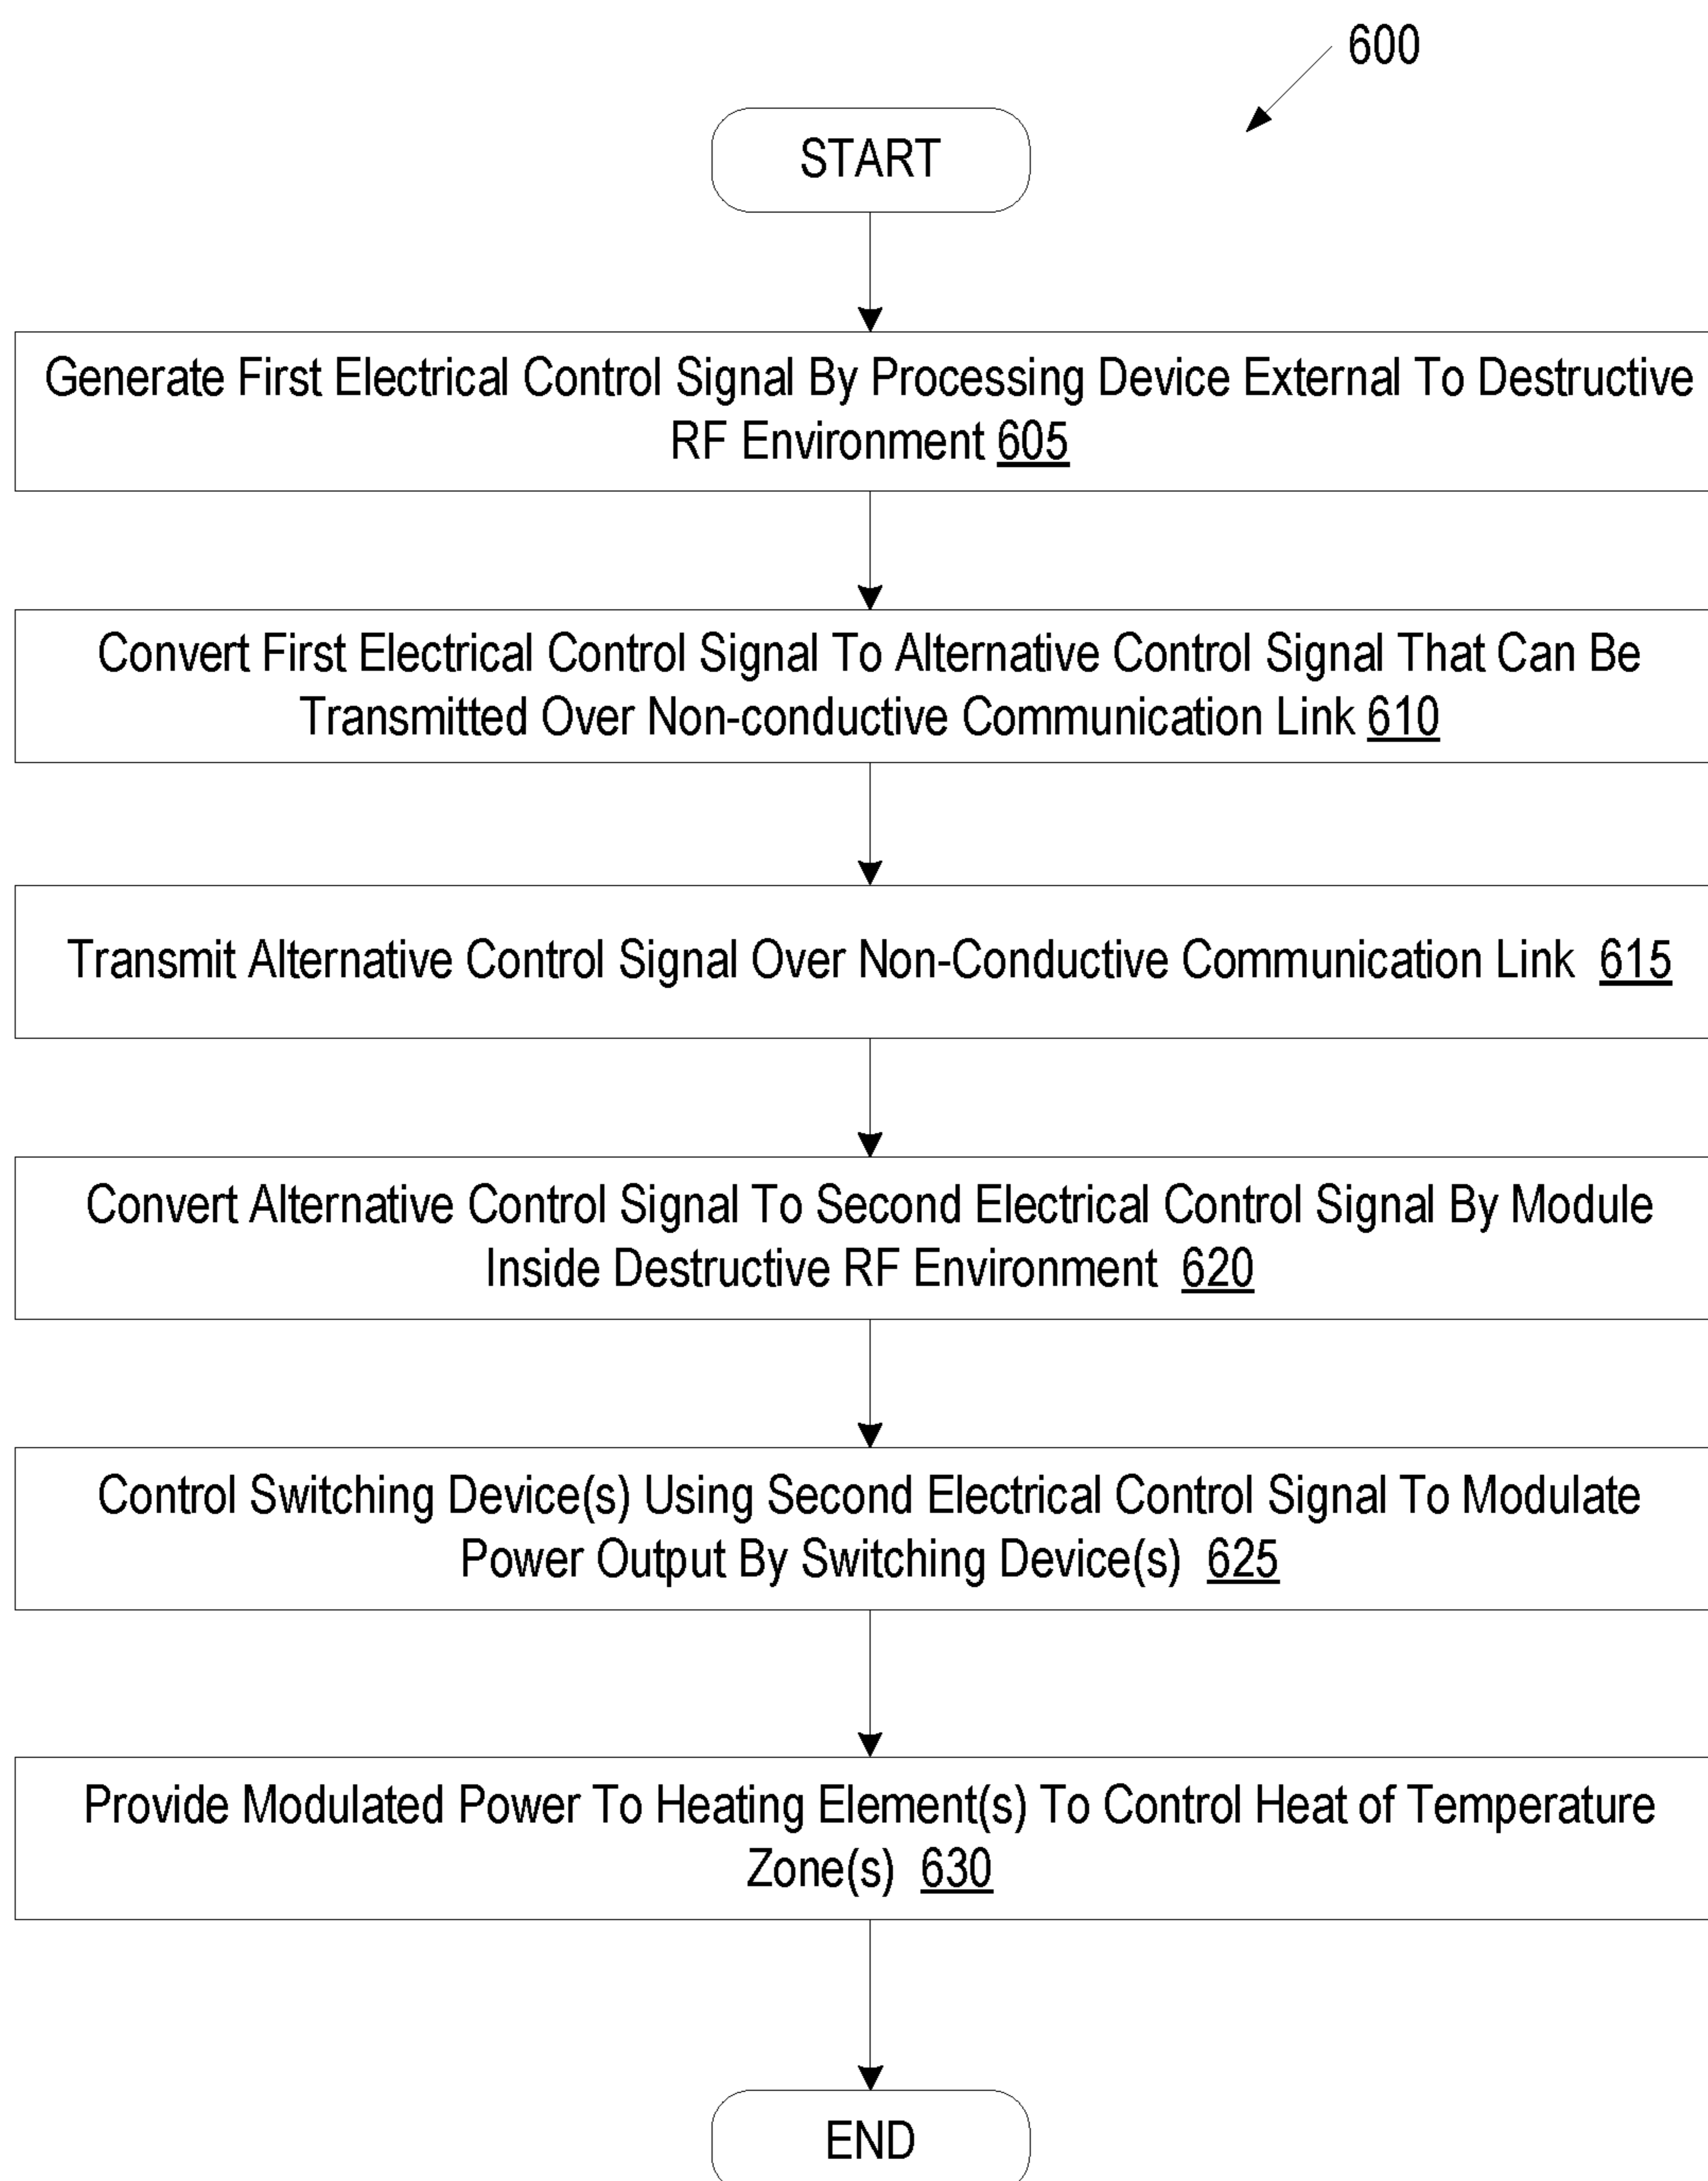 600
START
Generate First Electrical Control Signal By Processing Device External To Destructive
RF Environment 605
Convert First Electrical Control Signal To Alternative Control Signal That Can Be
Transmitted Over Non-conductive Communication Link 610
Transmit Alternative Control Signal Over Non-Conductive Communication Link 615
Convert Alternative Control Signal To Second Electrical Control Signal By Module
Inside Destructive RF Environment 620
Control Switching Device(s) Using Second Electrical Control Signal To Modulate
Power Output By Switching Device(s) 625
Provide Modulated Power To Heating Element(s) To Control Heat of Temperature
Zone(s) 630
END